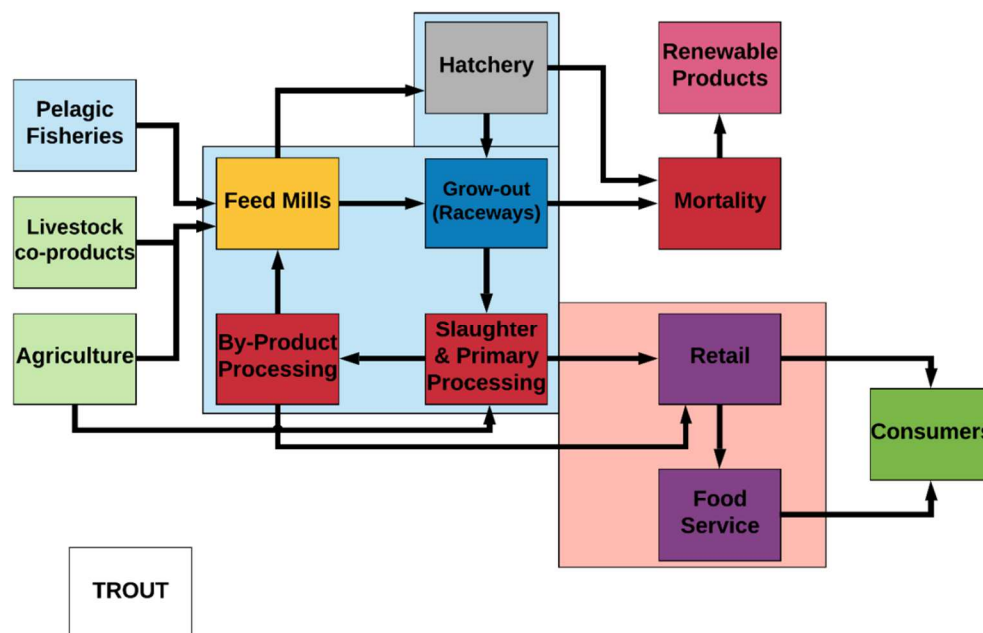 Hatchery
Renewable
Products
Pelagic
Fisheries
Feed Mills
Grow-out
(Raceways)
Mortality
Livestock
co-products
Agriculture
By-Product
Processing
Slaughter
& Primary
Processing
Retail
Consumers
Food
Service
TROUT